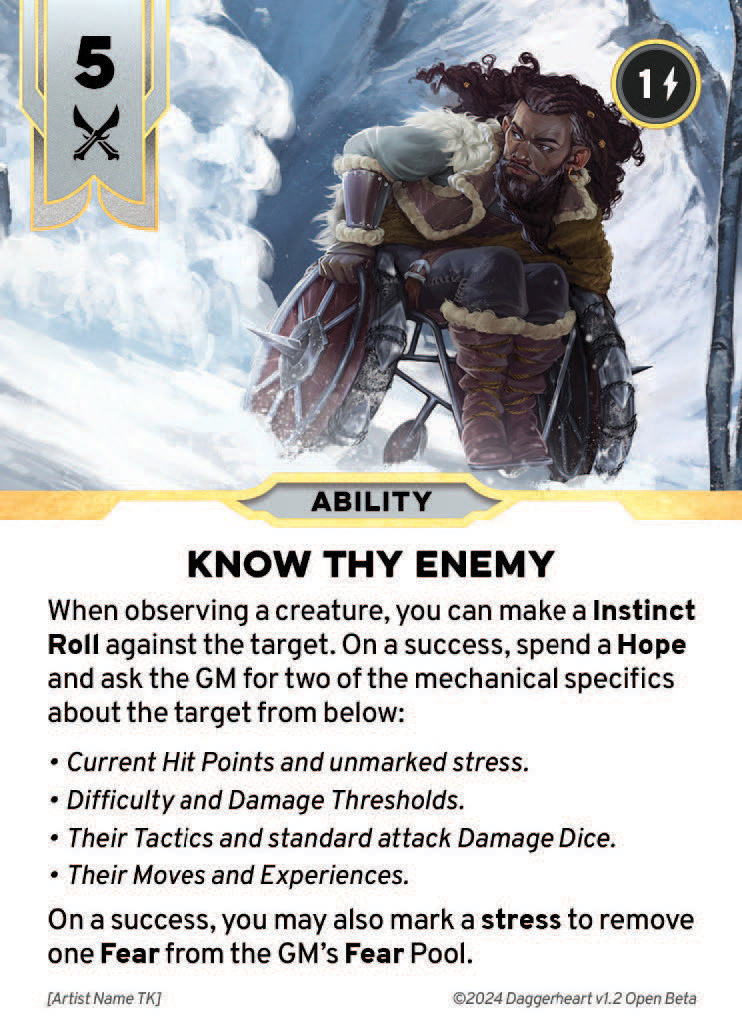 5
1
ABILITY
KNOW THY ENEMY
When observing a creature, you can make a Instinct
Roll against the target. On a success, spend a Hope
and ask the GM for two of the mechanical specifics
about the target from below:
• Current Hit Points and unmarked stress.
• Difficulty and Damage Thresholds.
• Their Tactics and standard attack Damage Dice.
• Their Moves and Experiences.
On a success, you may also mark a stress to remove
one Fear from the GM's Fear Pool.
[Artist Name TK]
©2024 Daggerheart v1.2 Open Beta